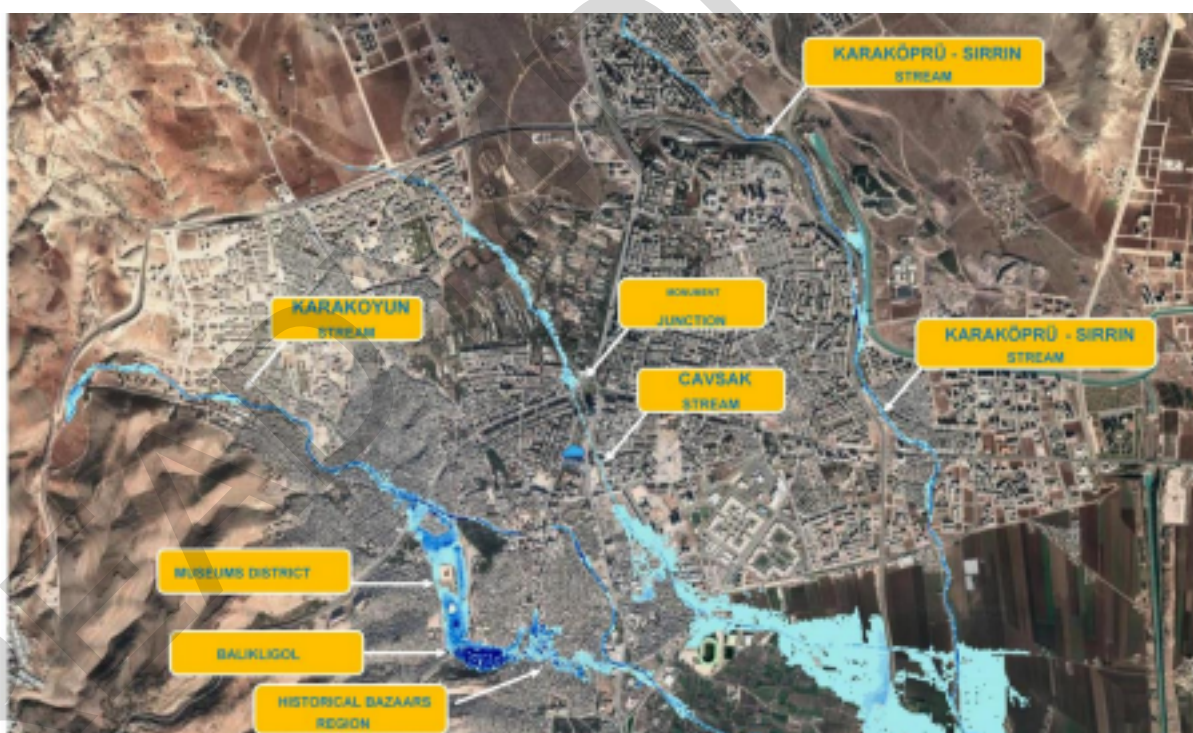 KARAKÖPRÜ - SIRRIN
STREAM
KARAKOYUN
STREAM
MONUMENT
JUNCTION
KARAKÖPRÜ - SIRRIN
STREAM
CAVSAK
STREAM
MUSEUMS DISTRICT
BALIKLIGOL
HISTORICAL BAZAARS
REGION